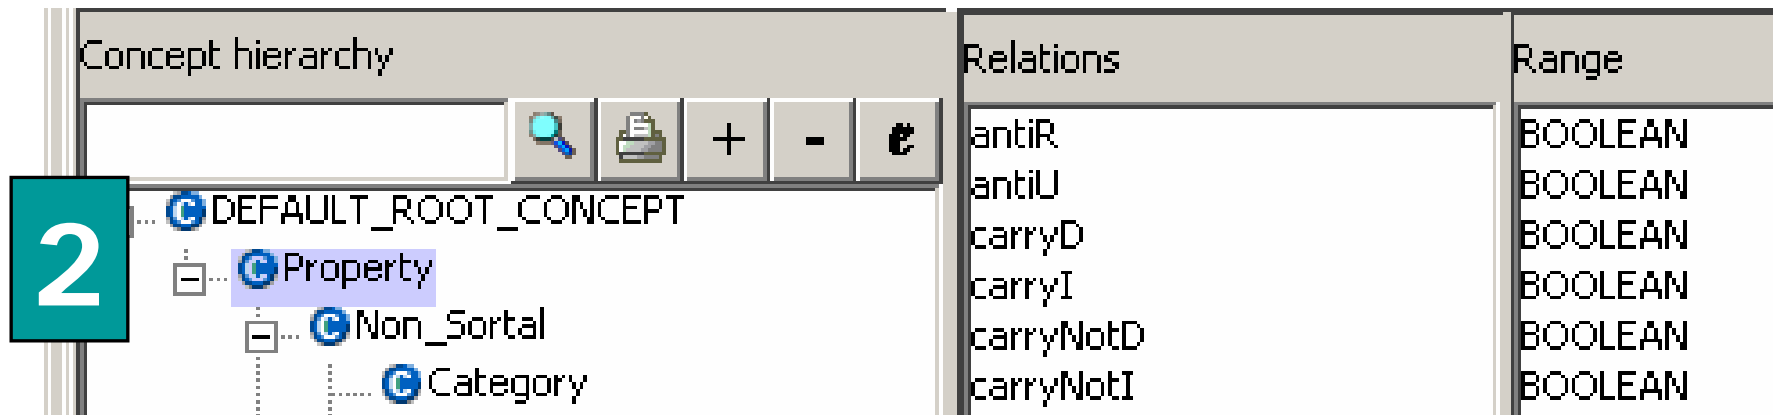 Concept hierarchy
+ - e
2
DEFAULT_ROOT_CONCEPT
Property
Non_Sortal
Category
Relations
antiR
antiU
carryD
carryI
carryNotD
carryNotI
Range
BOOLEAN
BOOLEAN
BOOLEAN
BOOLEAN
BOOLEAN
BOOLEAN